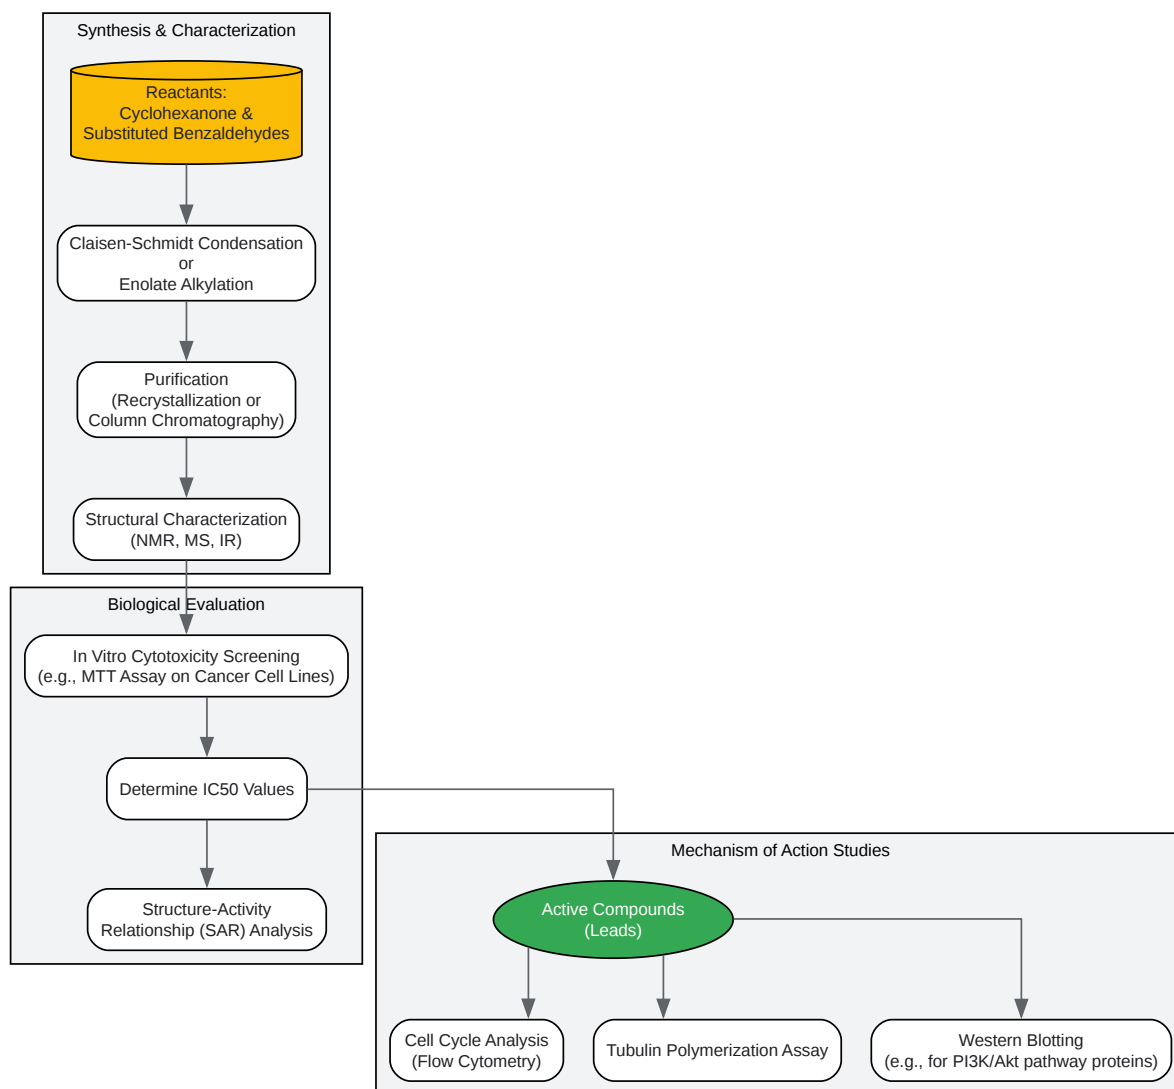 Synthesis & Characterization
Reactants:
Cyclohexanone &
Substituted Benzaldehydes
Claisen-Schmidt Condensation
or
Enolate Alkylation
Purification
(Recrystallization or
Column Chromatography)
Structural Characterization
(NMR, MS, IR)
Biological Evaluation
In Vitro Cytotoxicity Screening
(e.g., MTT Assay on Cancer Cell Lines)
Determine IC50 Values
Structure-Activity
Relationship (SAR) Analysis
Mechanism of Action Studies
Active Compounds
(Leads)
Cell Cycle Analysis
(Flow Cytometry)
Tubulin Polymerization Assay
Western Blotting
(e.g., for PI3K/Akt pathway proteins)